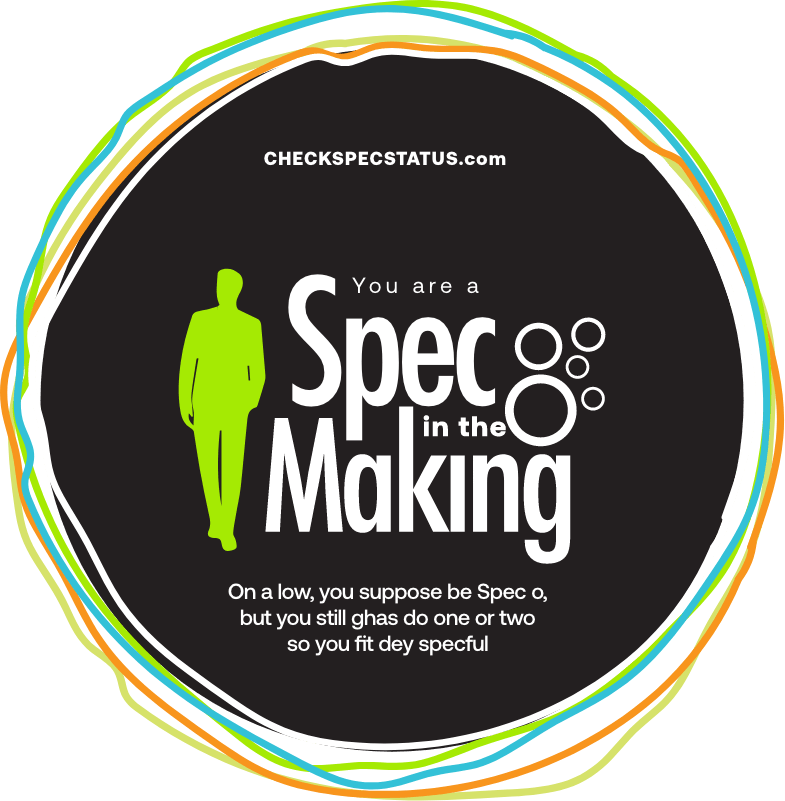 CHECKSPECSTATUS.com
You are a
Spec
in the
Making
On a low, you suppose be Spec o,
but you still ghas do one or two
so you fit dey specful